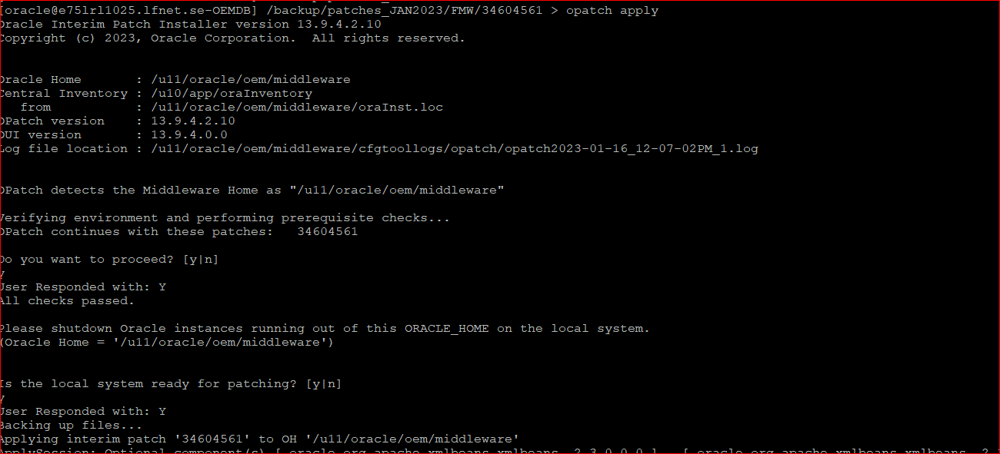 [oracle@e75lrl1025.lfnet.se-OEMDB] /backup/patches_JAN2023/FMW/34604561 > opatch apply
Oracle Interim Patch Installer version 13.9.4.2.10
Copyright (c) 2023, Oracle Corporation.  All rights reserved.
Oracle Home       : /u11/oracle/oem/middleware
Central Inventory : /u10/app/oraInventory
   from           : /u11/oracle/oem/middleware/oraInst.loc
OPatch version    : 13.9.4.2.10
OUI version       : 13.9.4.0.0
Log file location : /u11/oracle/oem/middleware/cfgtoollogs/opatch/opatch2023-01-16_12-07-02PM_1.log
OPatch detects the Middleware Home as "/u11/oracle/oem/middleware"
Verifying environment and performing prerequisite checks...
OPatch continues with these patches:   34604561
Do you want to proceed? [y|n]
y
User Responded with: Y
All checks passed.
Please shutdown Oracle instances running out of this ORACLE_HOME on the local system.
(Oracle Home = '/u11/oracle/oem/middleware')
Is the local system ready for patching? [y|n]
y
User Responded with: Y
Backing up files...
Applying interim patch '34604561' to OH '/u11/oracle/oem/middleware'
ApplySession: Optional component(s) [ oracle.org.apache.xmlbeans.xmlbeans, 2.3.0.0.0 ] , [ oracle.org.apache.xmlbeans.xmlbeans, 2.